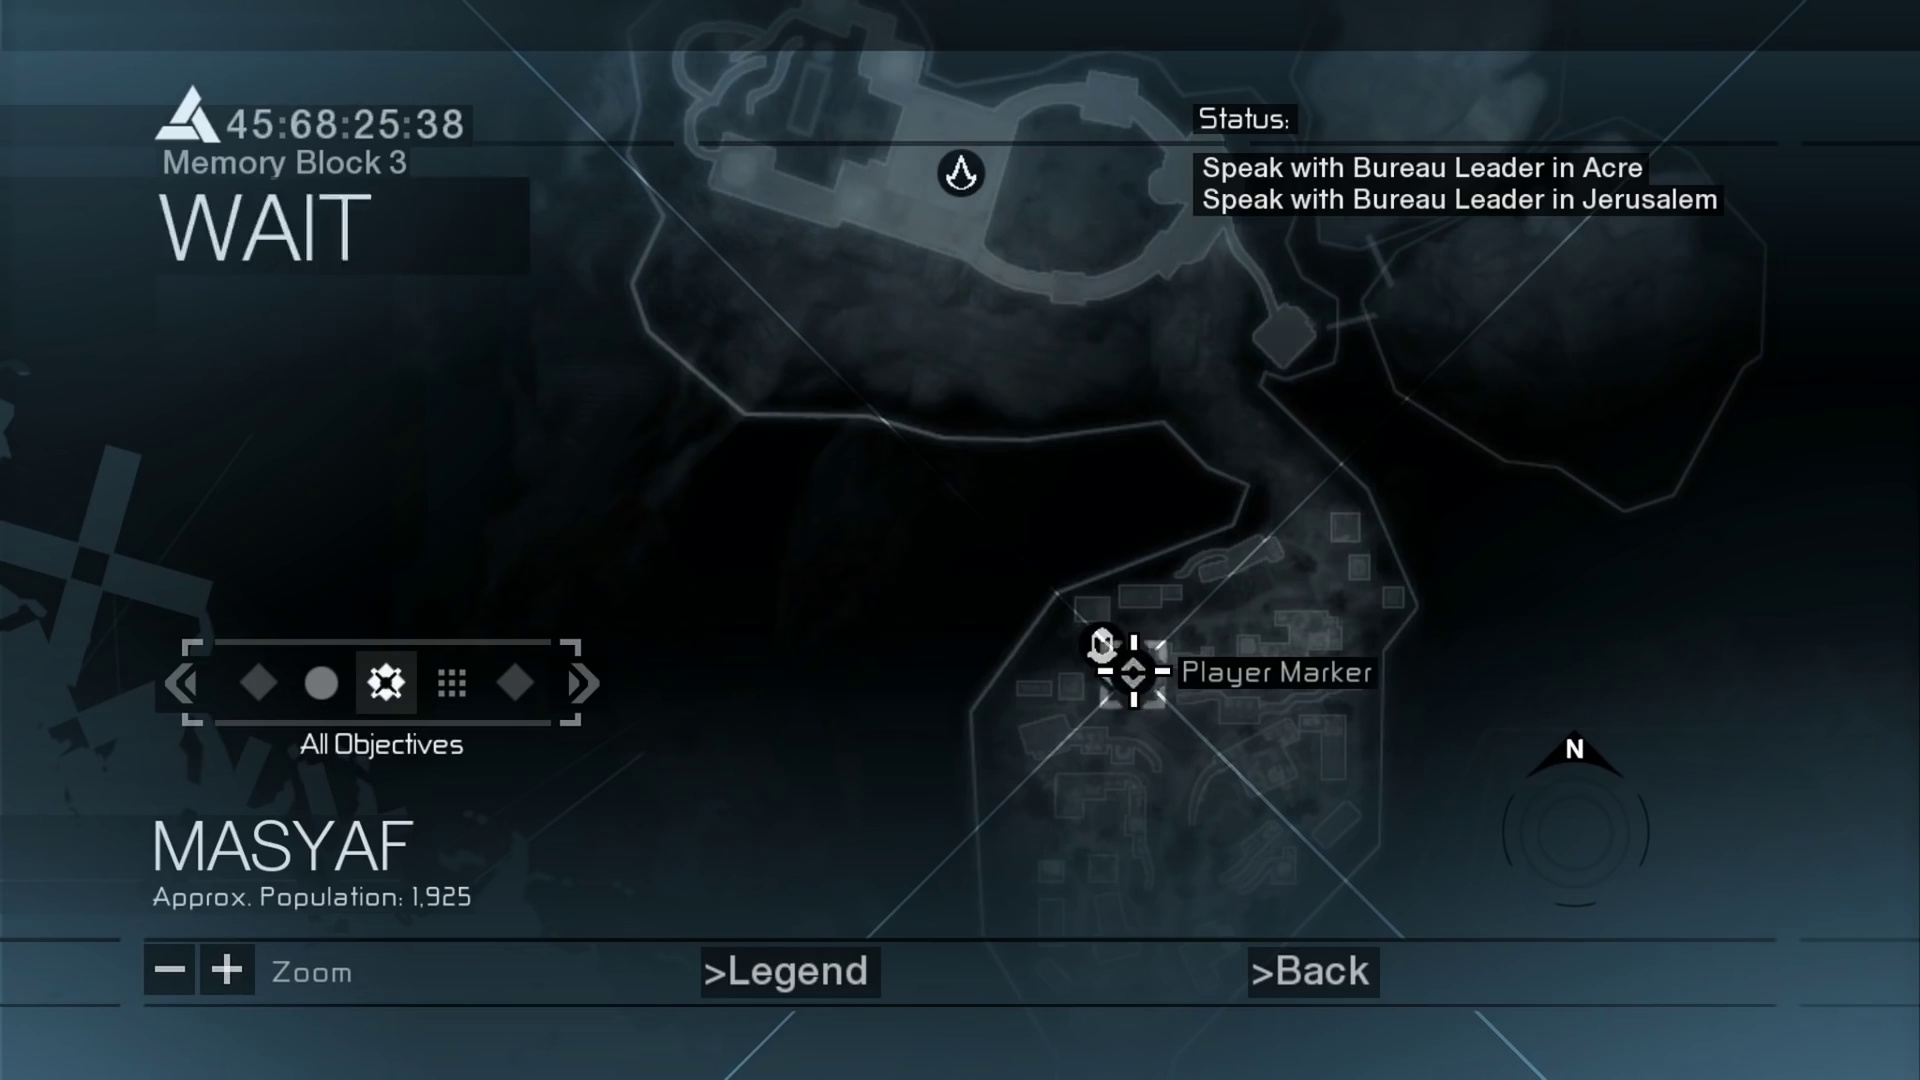 45:68:25:38
Memory Block 3
WAIT
Status:
Speak with Bureau Leader in Acre
Speak with Bureau Leader in Jerusalem
Player Marker
All Objectives
N
MASYAF
Approx. Population: 1,925
Zoom
>Legend
>Back